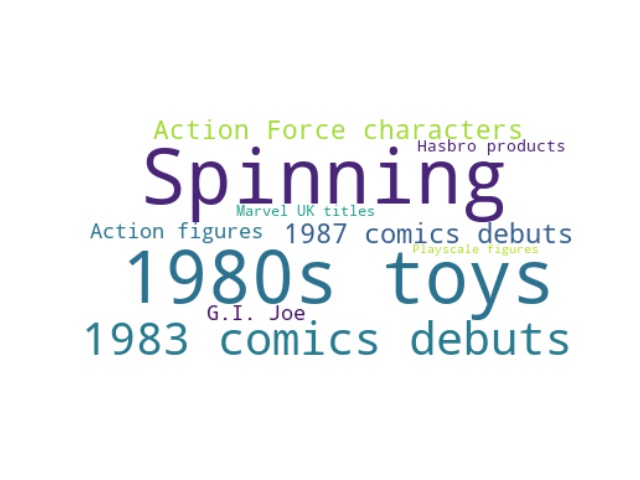 Action Force characters
Hasbro products
Spinning
Marvel UK titles
Action figures
1987 comics debuts
Playscale figures
1980s toys
G.I. Joe
1983 comics debuts